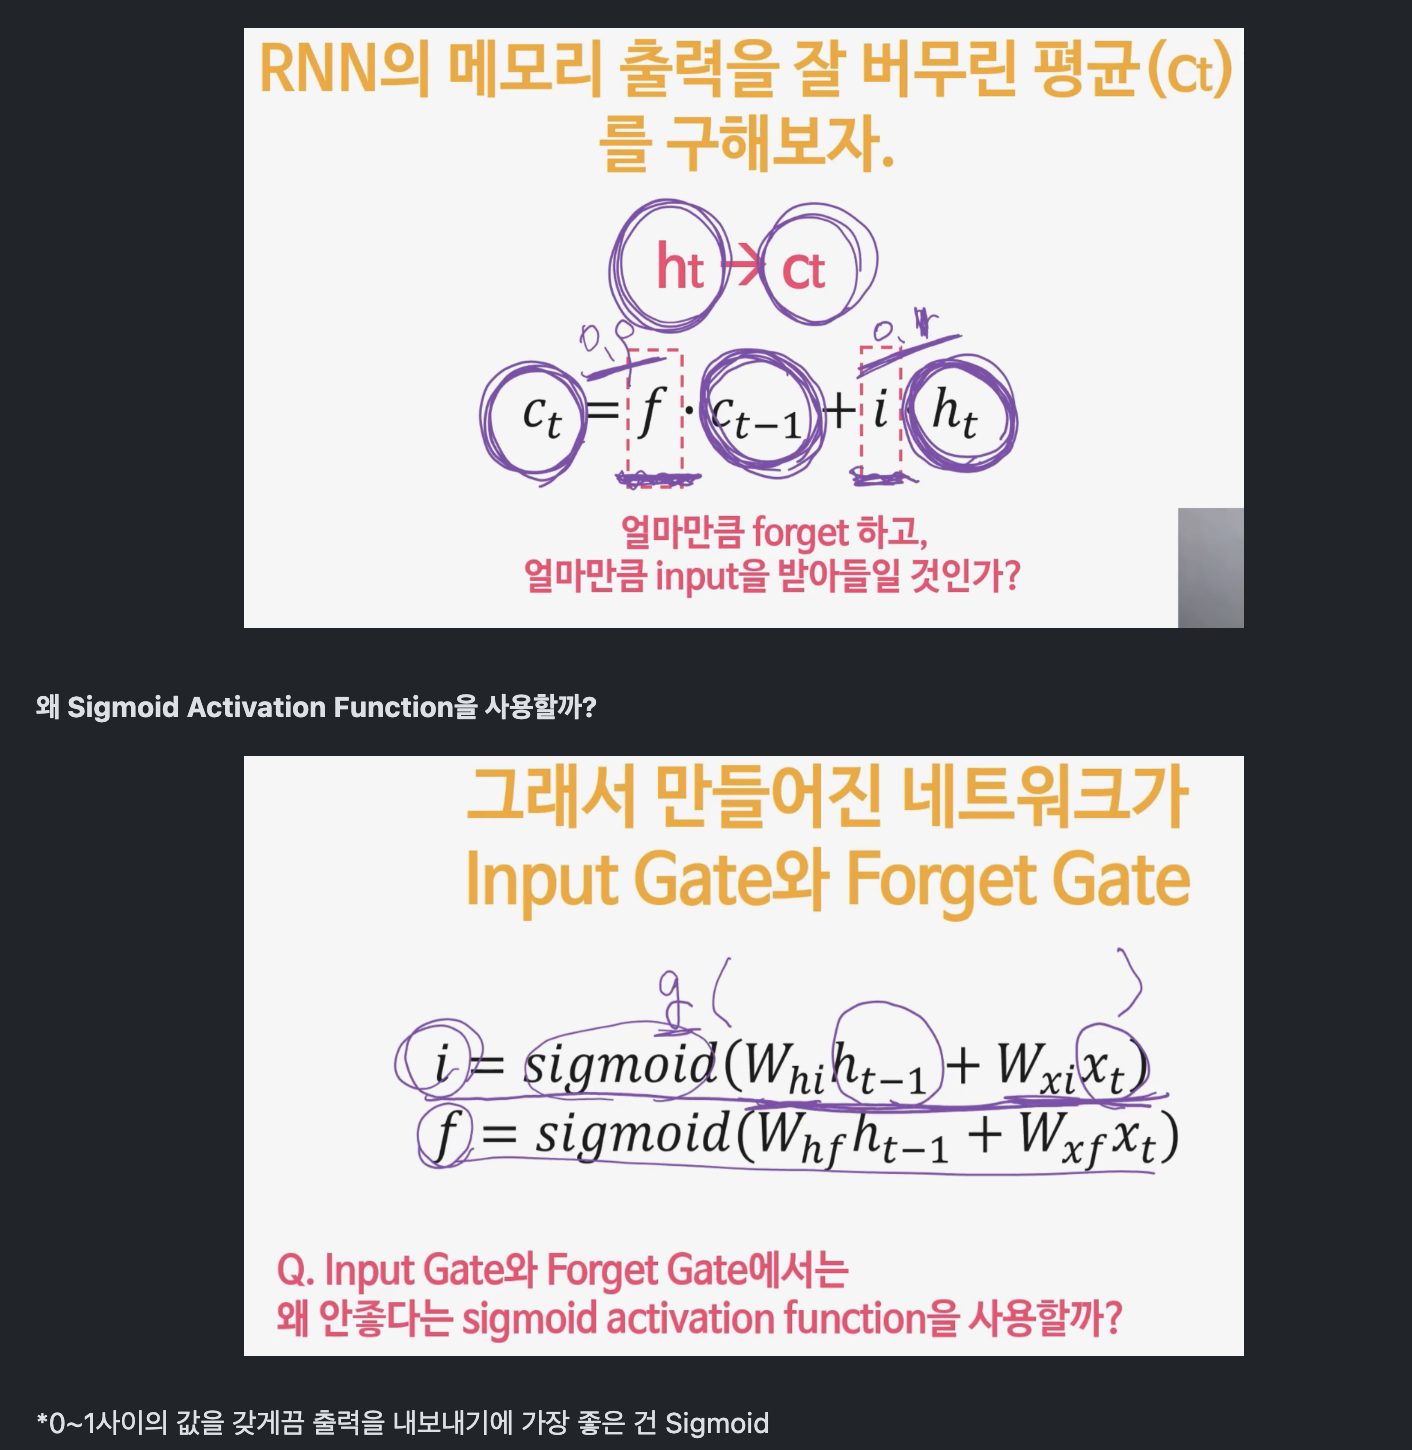 RNN의 메모리 출력을 잘 버무린 평균(Ct)
를 구해보자.
ht → ct
c_t = f · c_{t-1} + i · h_t
얼마만큼 forget 하고,
얼마만큼 input을 받아들일 것인가?
왜 Sigmoid Activation Function을 사용할까?
그래서 만들어진 네트워크가
Input Gate와 Forget Gate
g ( )
i = sigmoid(W_{hi}h_{t-1} + W_{xi}x_t)
f = sigmoid(W_{hf}h_{t-1} + W_{xf}x_t)
Q. Input Gate와 Forget Gate에서는
왜 안좋다는 sigmoid activation function을 사용할까?
*0~1사이의 값을 갖게끔 출력을 내보내기에 가장 좋은 건 Sigmoid